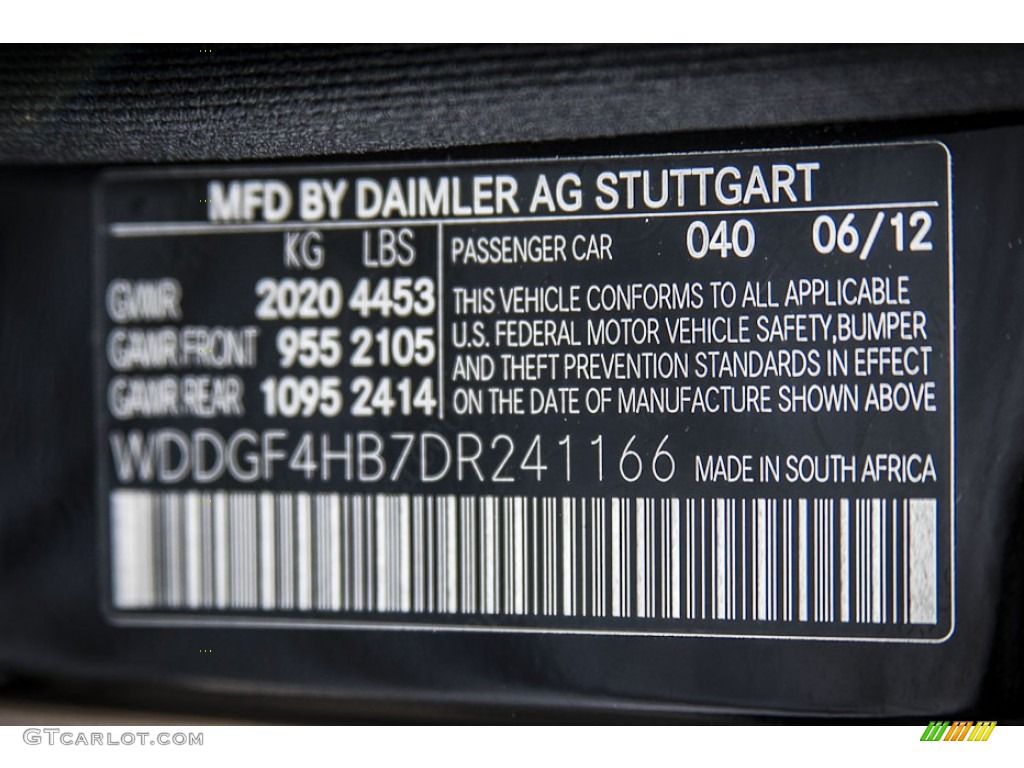 MFD BY DAIMLER AG STUTTGART
KG LBS
GVWR 2020 4453
GAWR FRONT 955 2105
GAWR REAR 1095 2414
PASSENGER CAR 040 06/12
THIS VEHICLE CONFORMS TO ALL APPLICABLE
U.S. FEDERAL MOTOR VEHICLE SAFETY,BUMPER
AND THEFT PREVENTION STANDARDS IN EFFECT
ON THE DATE OF MANUFACTURE SHOWN ABOVE
WDDGF4HB7DR241166 MADE IN SOUTH AFRICA
GTCARLOT.COM